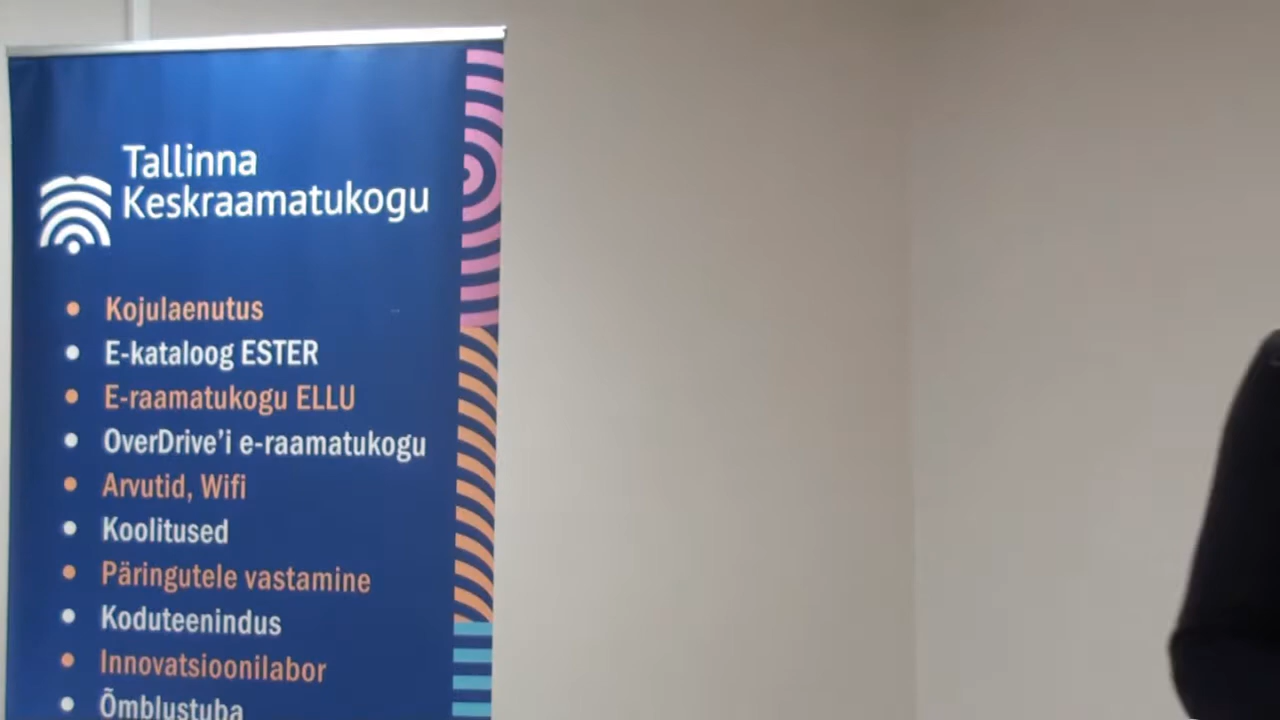 Tallinna
Keskraamatukogu
• Kojulaenutus
• E-kataloog ESTER
• E-raamatukogu ELLU
• OverDrive’i e-raamatukogu
• Arvutid, Wifi
• Koolitused
• Päringutele vastamine
• Koduteenindus
• Innovatsioonilabor
• Õmblustuba